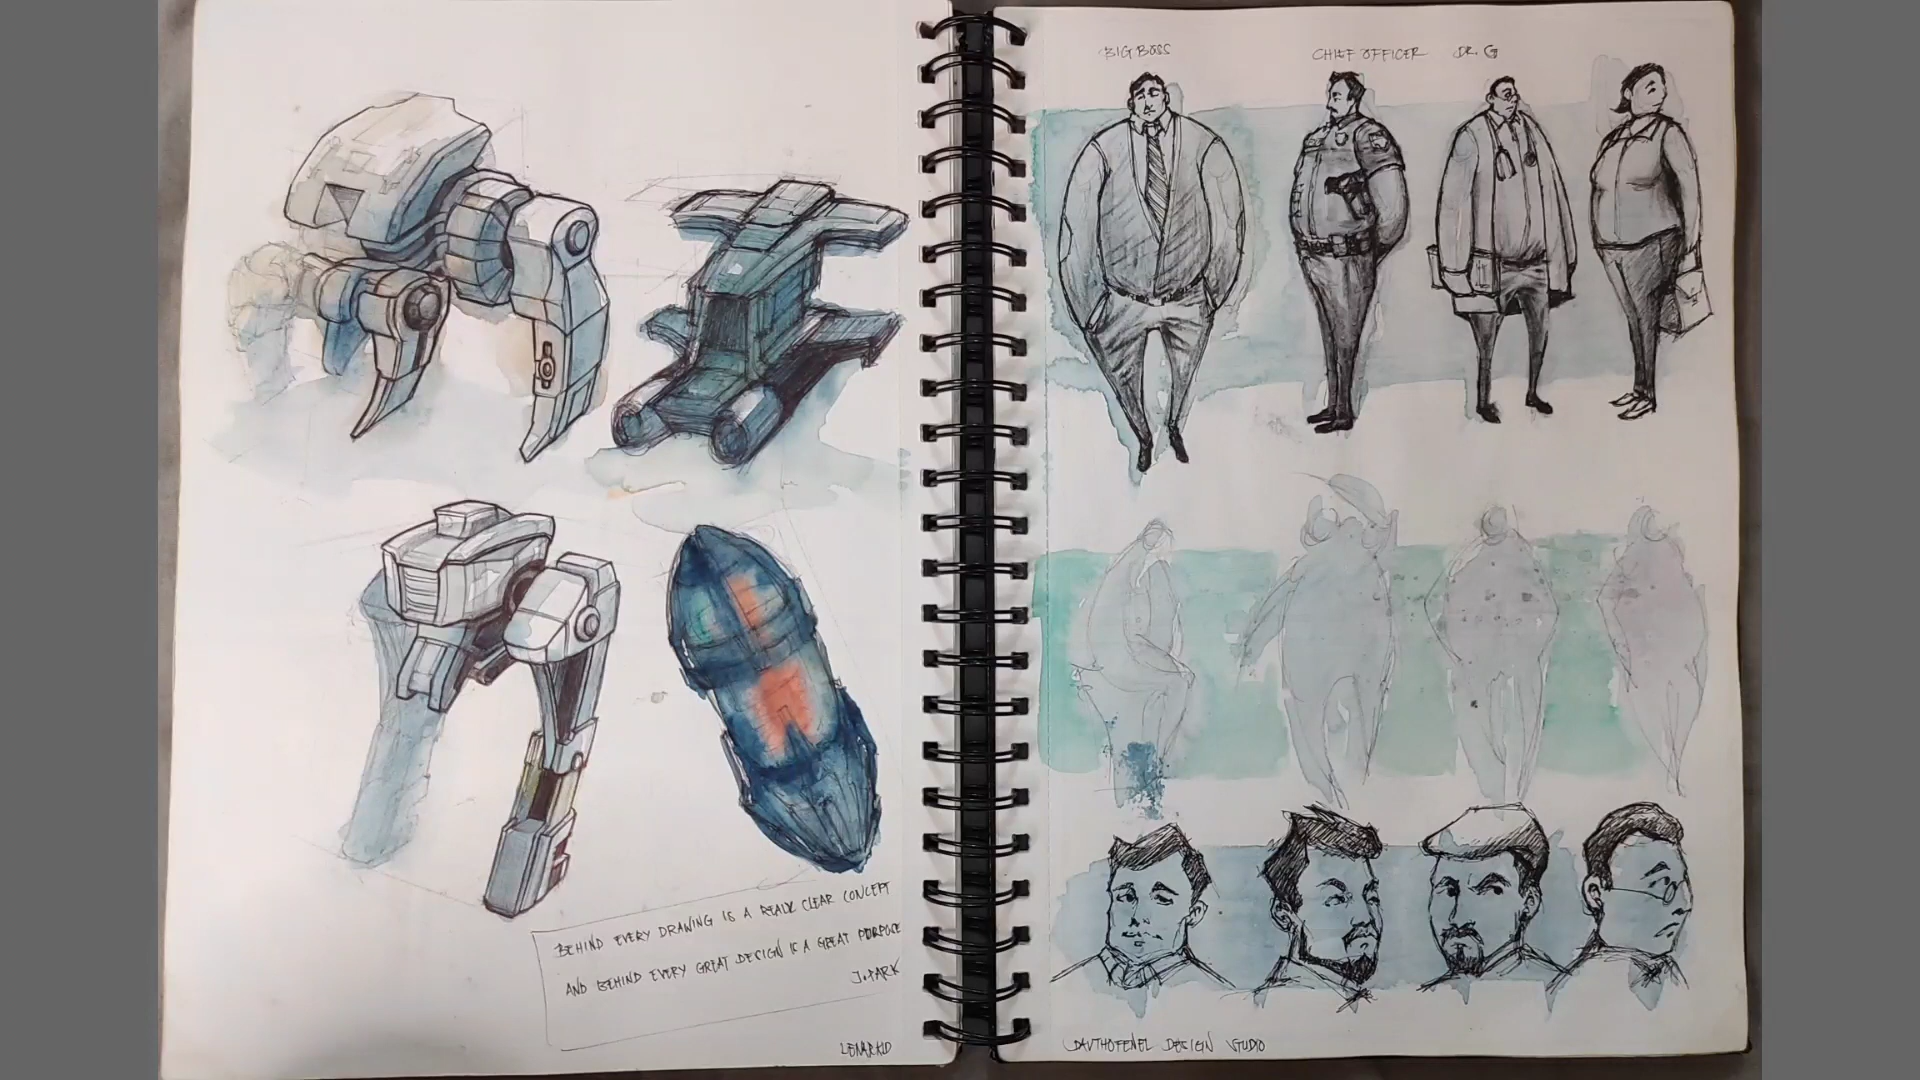 BEHIND EVERY DRAWING IS A REALLY CLEAR CONCEPT
AND BEHIND EVERY GREAT DESIGN IS A GREAT PURPOSE
J. PARK
BIG BOSS
CHIEF OFFICER
DR. G
DESIGN STUDIO